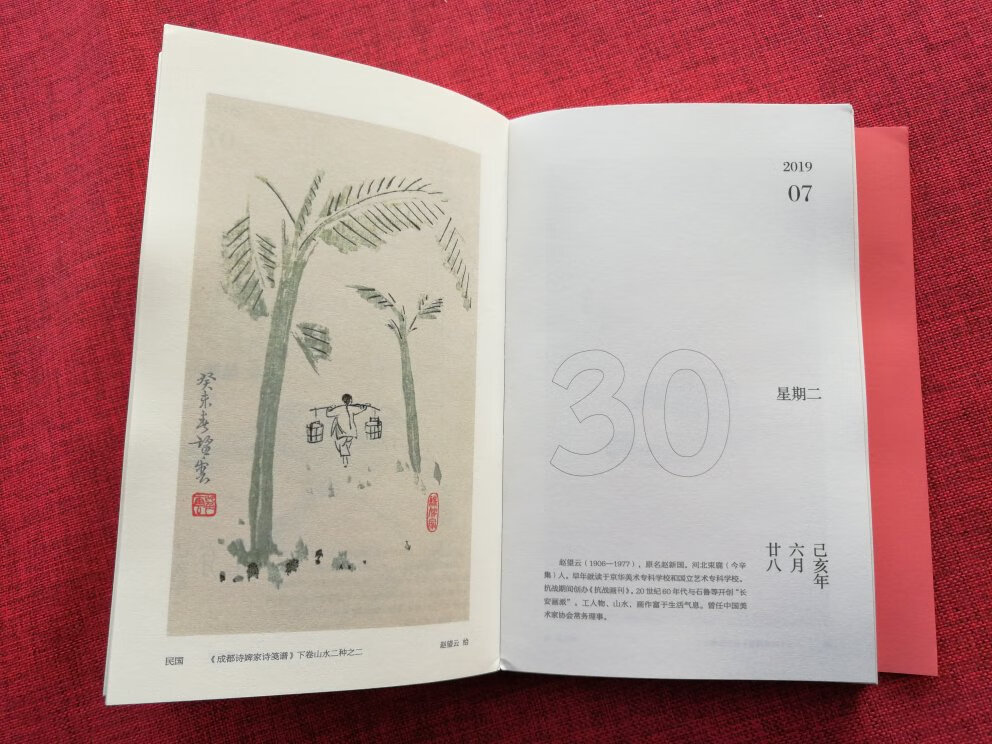 癸未春望云
民国 《成都诗婢家诗笺谱》下卷山水二种之二
赵望云 绘
2019
07
30
星期二
己亥年
六月
廿八
赵望云（1906—1977），原名赵新国。河北束鹿（今辛
集）人。早年就读于京华美术专科学校和国立艺术专科学校。
抗战期间创办《抗战画刊》。20世纪60年代与石鲁等开创“长
安画派”。工人物、山水，画作富于生活气息。曾任中国美
术家协会常务理事。